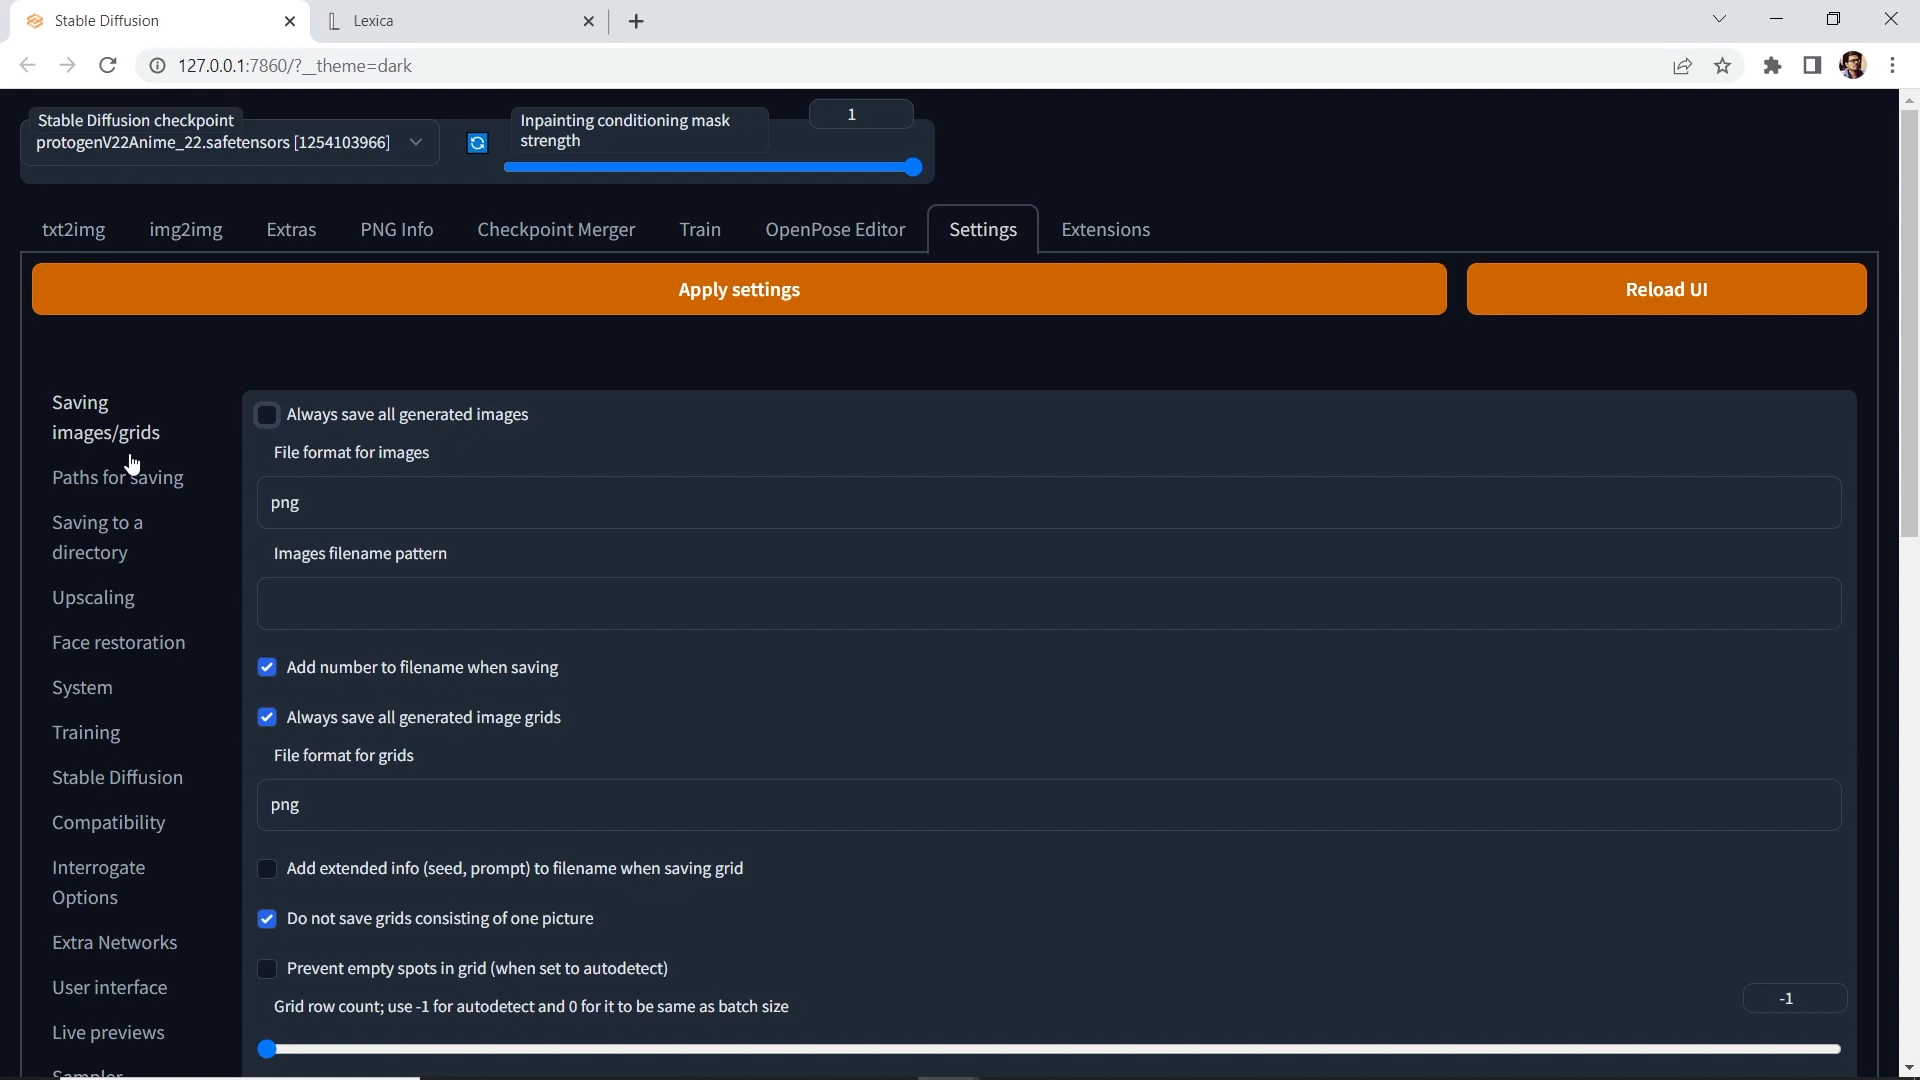 Stable Diffusion
Lexica
127.0.0.1:7860/?__theme=dark
Stable Diffusion checkpoint
protogenV22Anime_22.safetensors [1254103966]
Inpainting conditioning mask
strength
1
txt2img
img2img
Extras
PNG Info
Checkpoint Merger
Train
OpenPose Editor
Settings
Extensions
Apply settings
Reload UI
Saving
images/grids
Paths for saving
Saving to a
directory
Upscaling
Face restoration
System
Training
Stable Diffusion
Compatibility
Interrogate
Options
Extra Networks
User interface
Live previews
Sampler
Always save all generated images
File format for images
png
Images filename pattern
Add number to filename when saving
Always save all generated image grids
File format for grids
png
Add extended info (seed, prompt) to filename when saving grid
Do not save grids consisting of one picture
Prevent empty spots in grid (when set to autodetect)
Grid row count; use -1 for autodetect and 0 for it to be same as batch size
-1